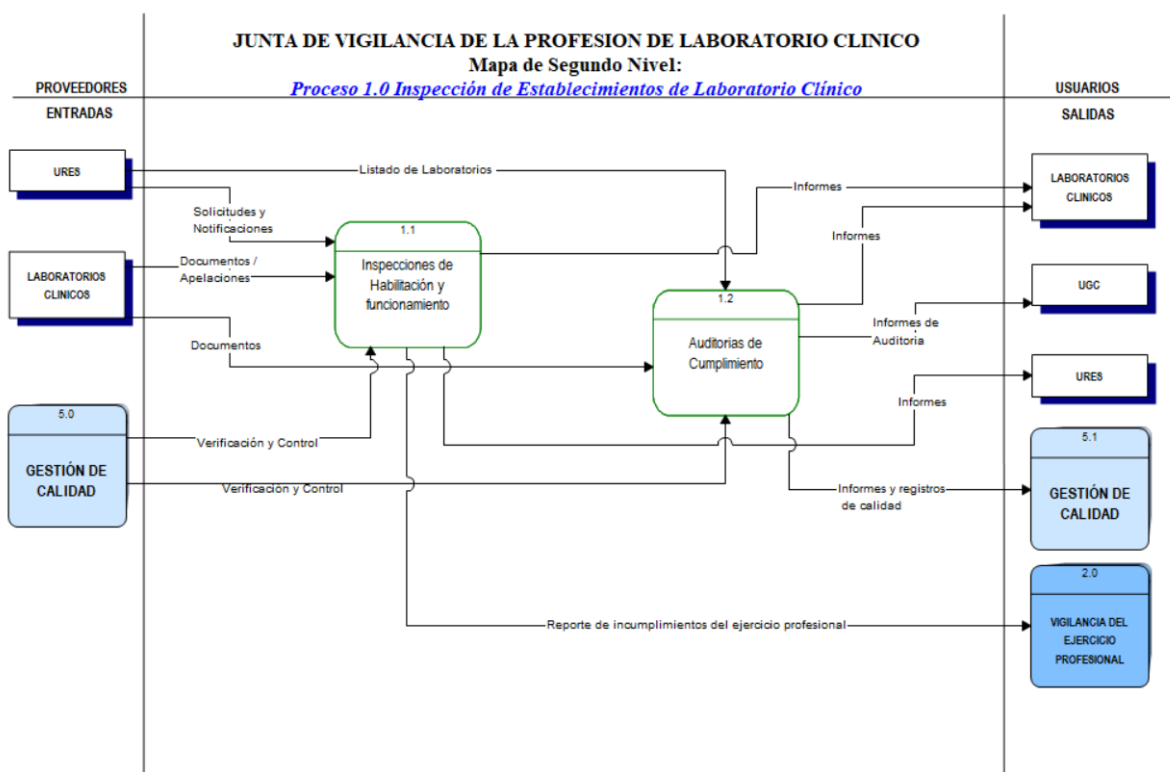 JUNTA DE VIGILANCIA DE LA PROFESION DE LABORATORIO CLINICO
Mapa de Segundo Nivel:
Proceso 1.0 Inspección de Establecimientos de Laboratorio Clínico
PROVEEDORES
ENTRADAS
USUARIOS
SALIDAS
URES
Listado de Laboratorios
Solicitudes y
Notificaciones
LABORATORIOS
CLINICOS
Documentos /
Apelaciones
Documentos
5.0
GESTIÓN DE
CALIDAD
Verificación y Control
Verificación y Control
1.1
Inspecciones de
Habilitación y
funcionamiento
1.2
Auditorias de
Cumplimiento
Informes
Informes
Informes de
Auditoria
Informes
Informes y registros
de calidad
Reporte de incumplimientos del ejercicio profesional
LABORATORIOS
CLINICOS
UGC
URES
5.1
GESTIÓN DE
CALIDAD
2.0
VIGILANCIA DEL
EJERCICIO
PROFESIONAL